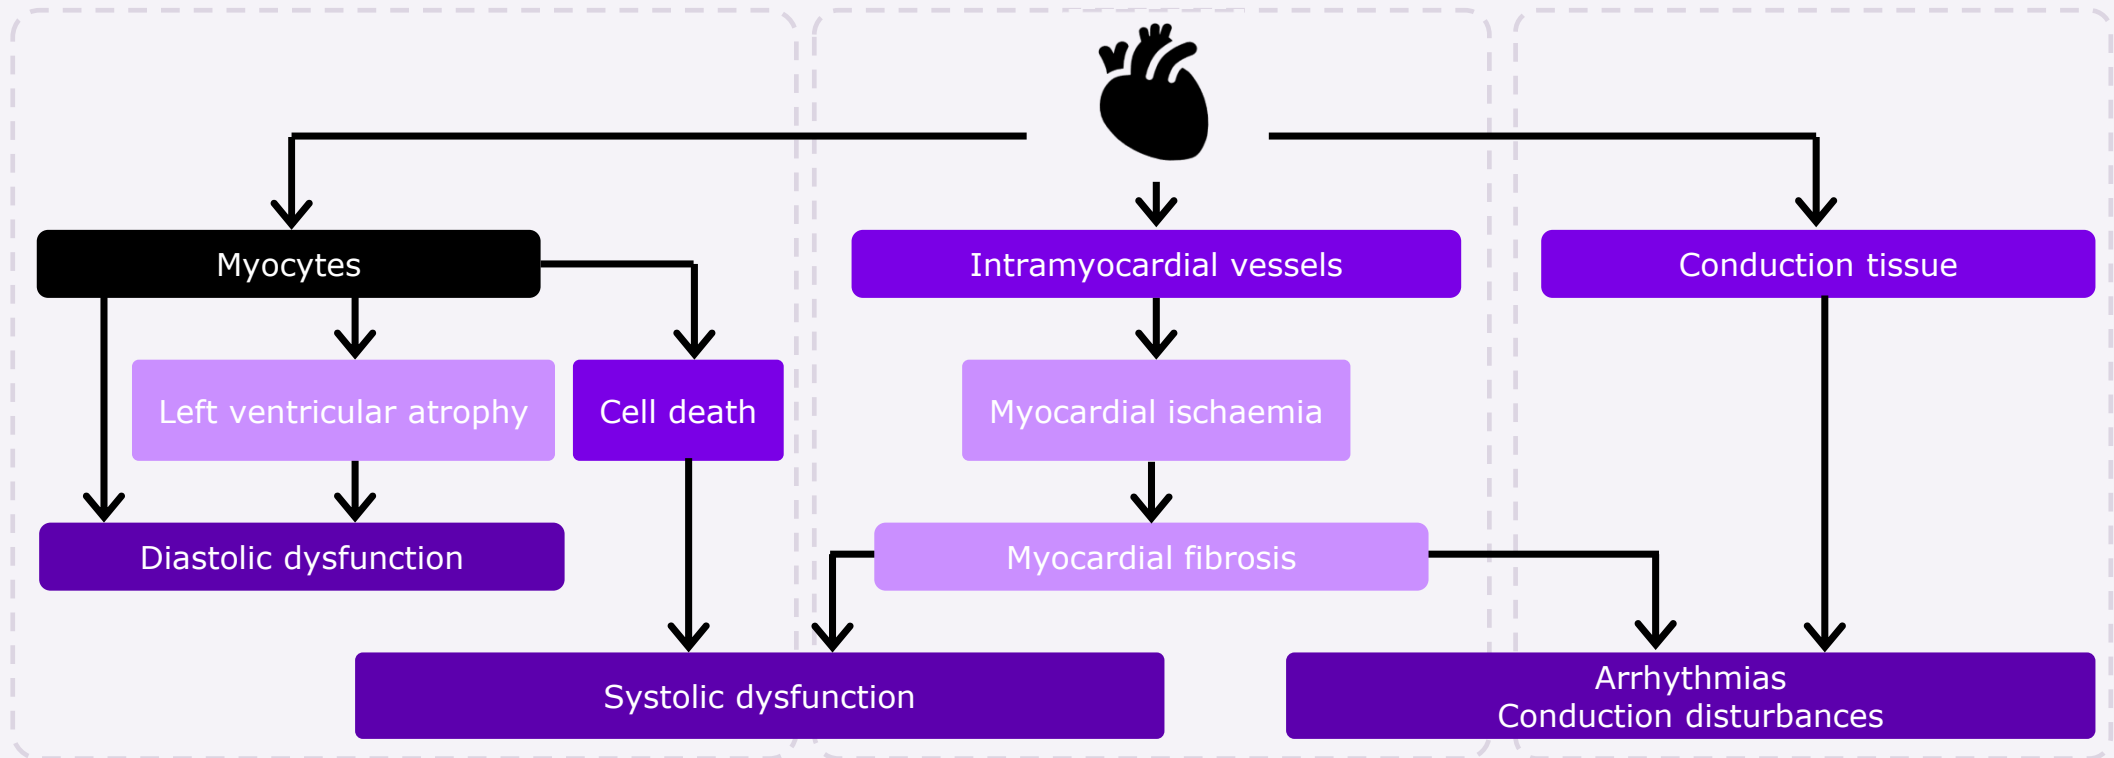 Myocytes
Intramyocardial vessels
Conduction tissue
Left ventricular atrophy
Cell death
Myocardial ischaemia
Diastolic dysfunction
Myocardial fibrosis
Systolic dysfunction
Arrhythmias
Conduction disturbances